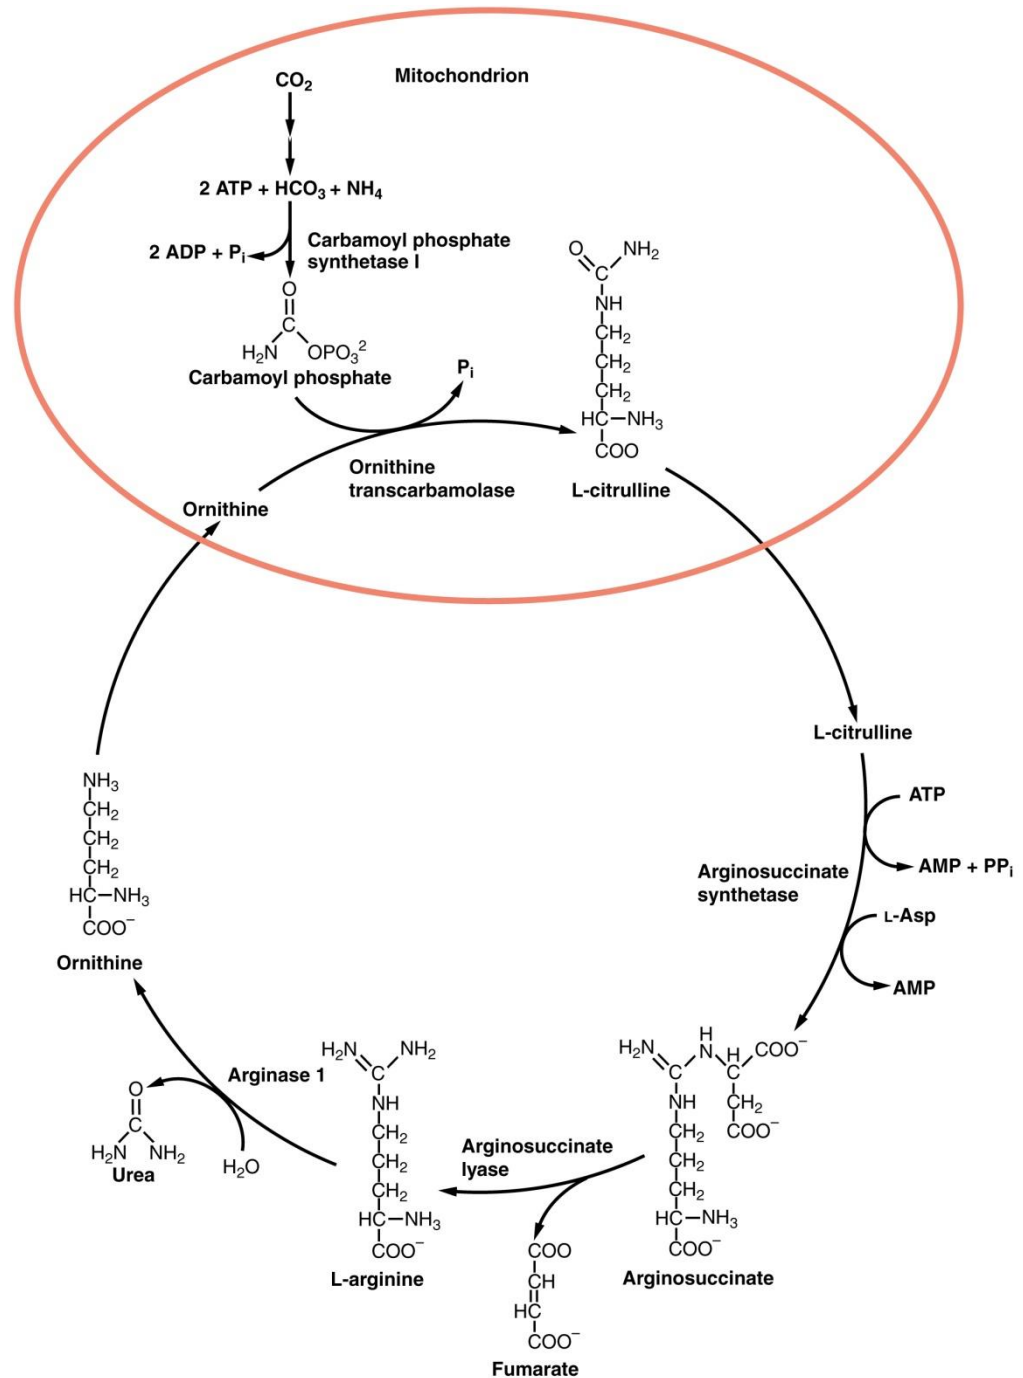 CO₂
Mitochondrion
2 ATP + HCO₃ + NH₄
2 ADP + Pᵢ
Carbamoyl phosphate
synthetase I
O
C
H₂N
OPO₃²
Carbamoyl phosphate
Pᵢ
O
NH₂
C
NH
CH₂
CH₂
CH₂
HC–NH₃
COO
L-citrulline
Ornithine
transcarbamolase
Ornithine
L-citrulline
ATP
AMP + PPᵢ
Arginosuccinate
synthetase
L-Asp
AMP
NH₃
CH₂
CH₂
CH₂
HC–NH₃
COO⁻
Ornithine
H₂N
C
H
N
H
C
COO⁻
CH₂
COO⁻
NH
CH₂
CH₂
CH₂
HC–NH₃
COO⁻
Arginosuccinate
Arginosuccinate
lyase
COO
CH
HC
COO⁻
Fumarate
H₂N
NH₂
C
NH
CH₂
CH₂
CH₂
HC–NH₃
COO⁻
L-arginine
Arginase 1
H₂O
O
C
H₂N
NH₂
Urea